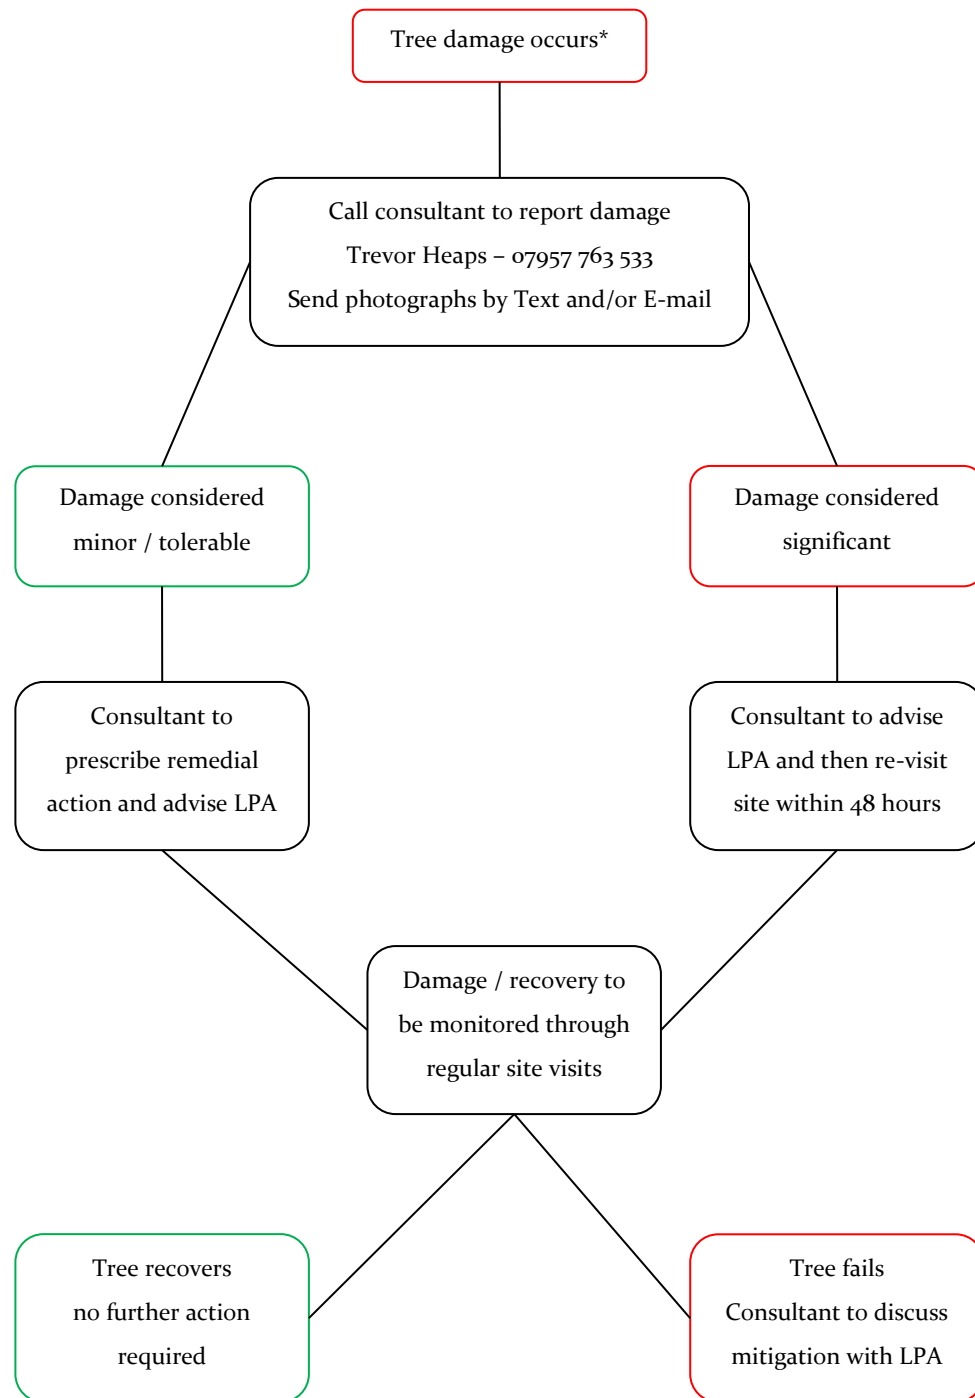 Tree damage occurs*
Call consultant to report damage
Trevor Heaps – 07957 763 533
Send photographs by Text and/or E-mail
Damage considered
minor / tolerable
Damage considered
significant
Consultant to
prescribe remedial
action and advise LPA
Consultant to advise
LPA and then re-visit
site within 48 hours
Damage / recovery to
be monitored through
regular site visits
Tree recovers
no further action
required
Tree fails
Consultant to discuss
mitigation with LPA